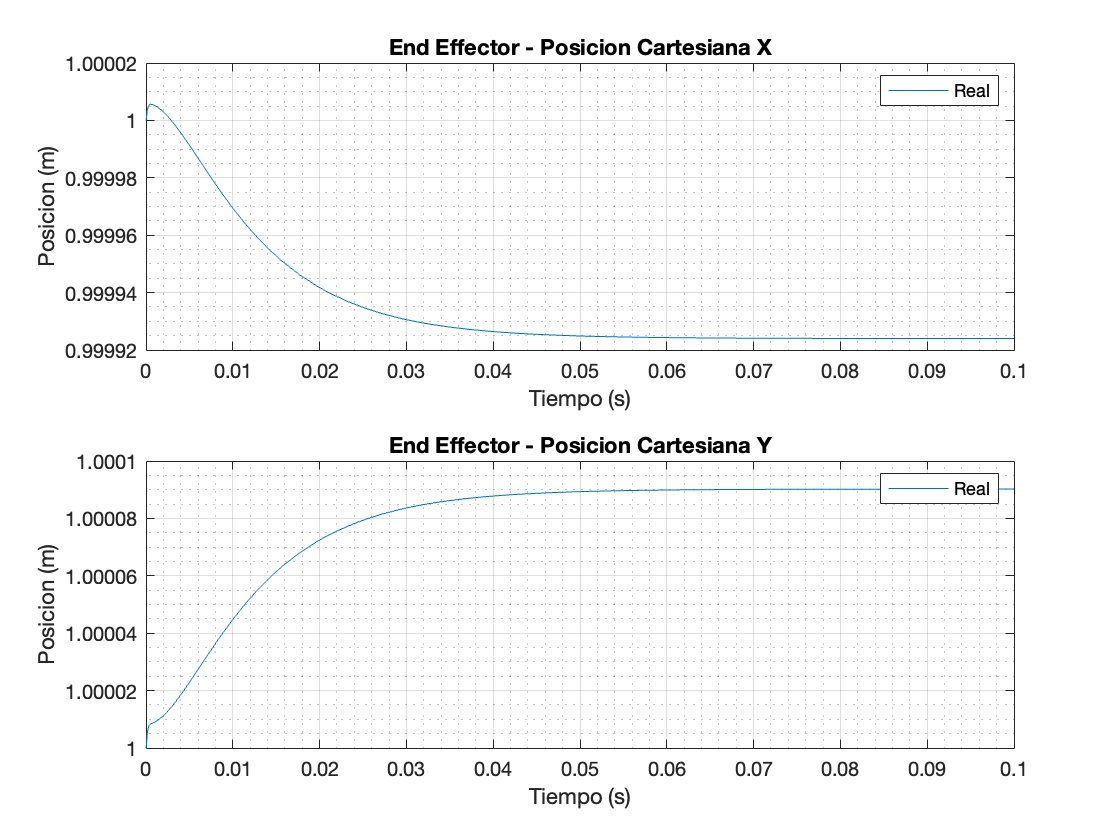 End Effector - Posicion Cartesiana X
1.00002
1
0.99998
0.99996
0.99994
0.99992
Posicion (m)
Real
0 0.01 0.02 0.03 0.04 0.05 0.06 0.07 0.08 0.09 0.1
Tiempo (s)
End Effector - Posicion Cartesiana Y
1.0001
1.00008
1.00006
1.00004
1.00002
1
Posicion (m)
Real
0 0.01 0.02 0.03 0.04 0.05 0.06 0.07 0.08 0.09 0.1
Tiempo (s)